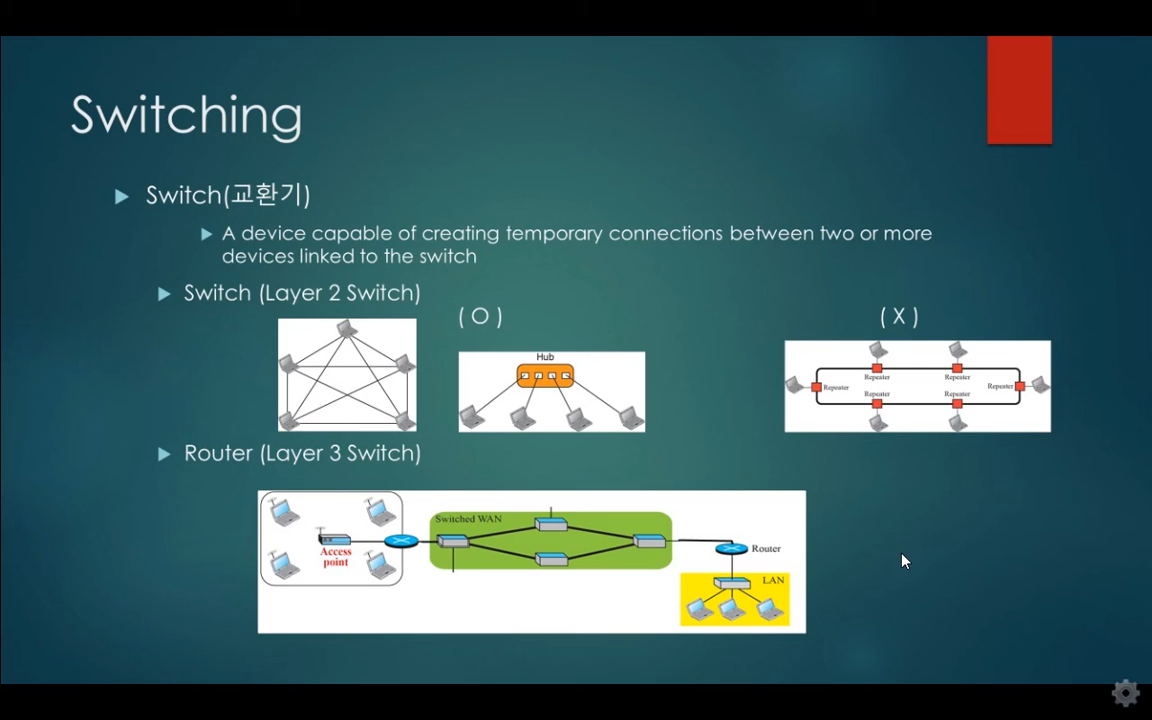 Switching
Switch(교환기)
A device capable of creating temporary connections between two or more
devices linked to the switch
Switch (Layer 2 Switch)
( O )
( X )
Hub
Repeater
Repeater
Repeater
Repeater
Repeater
Repeater
Router (Layer 3 Switch)
Switched WAN
Access
point
Router
LAN